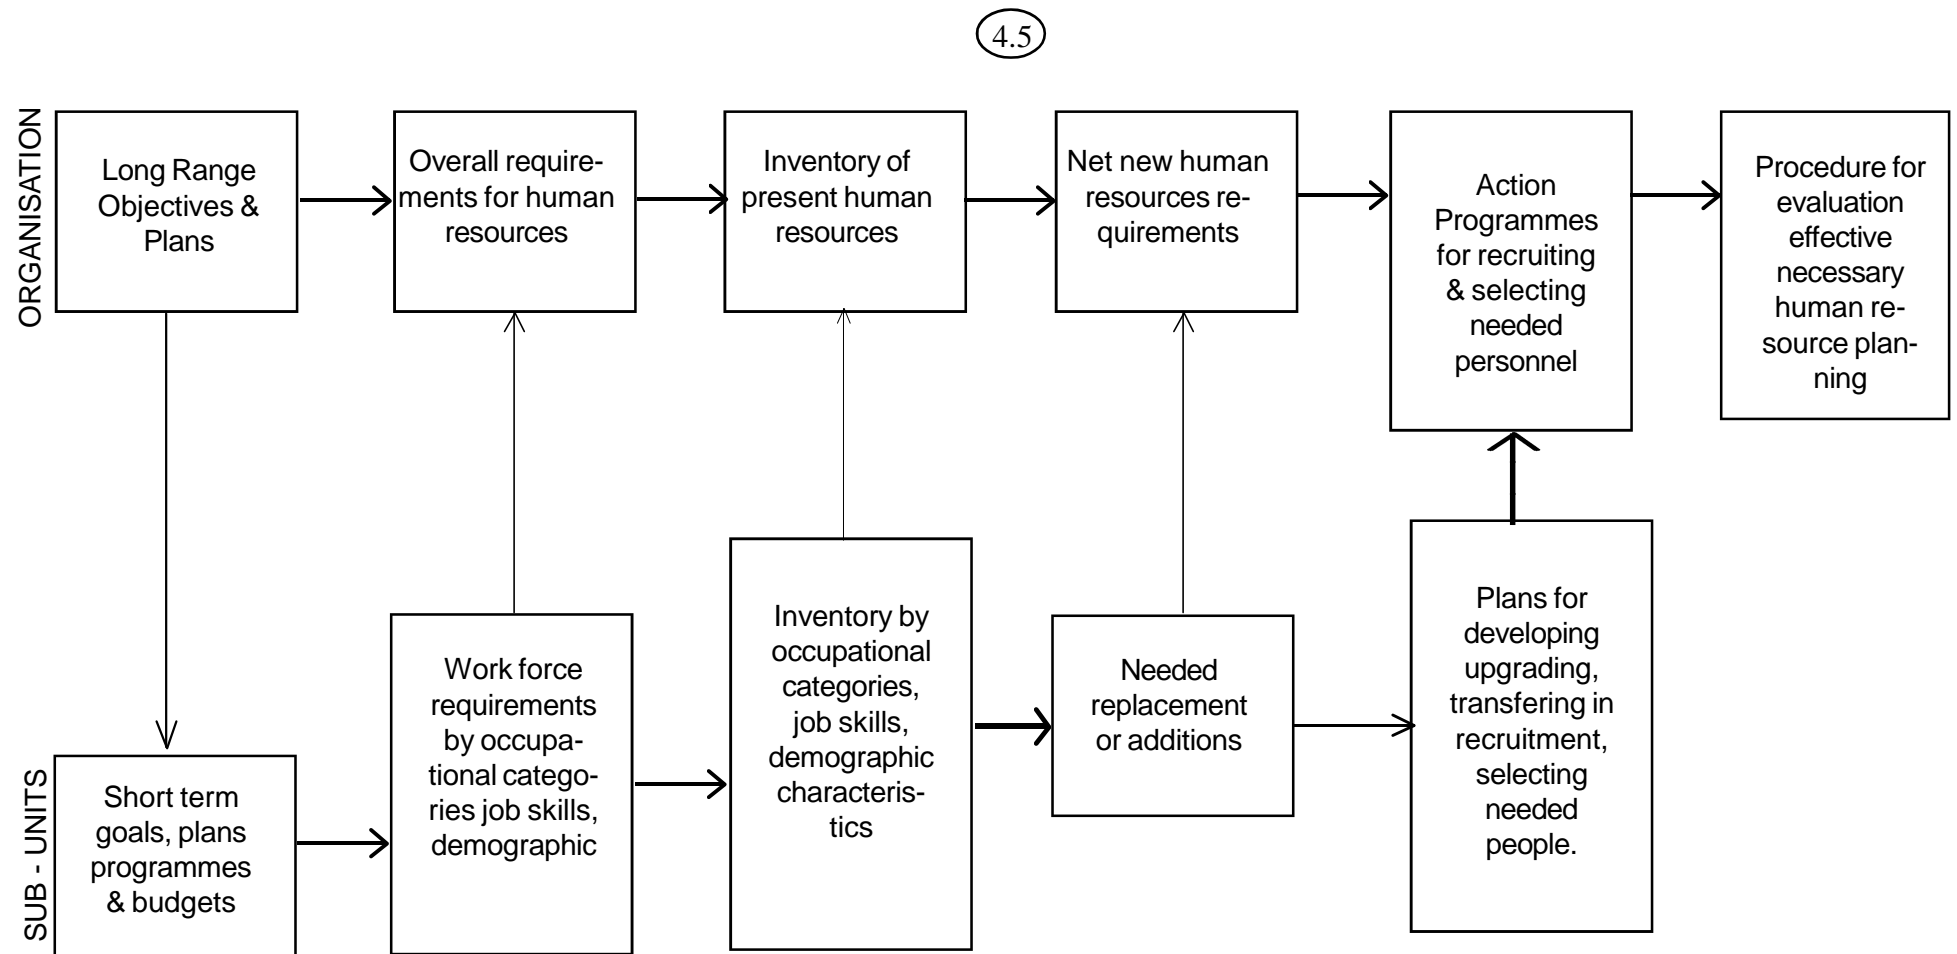 4.5
ORGANISATION
Long Range
Objectives &
Plans
Overall require-
ments for human
resources
Inventory of
present human
resources
Net new human
resources re-
quirements
Action
Programmes
for recruiting
& selecting
needed
personnel
Procedure for
evaluation
effective
necessary
human re-
source plan-
ning
SUB - UNITS
Short term
goals, plans
programmes
& budgets
Work force
requirements
by occupa-
tional catego-
ries job skills,
demographic
Inventory by
occupational
categories,
job skills,
demographic
characteris-
tics
Needed
replacement
or additions
Plans for
developing
upgrading,
transfering in
recruitment,
selecting
needed
people.